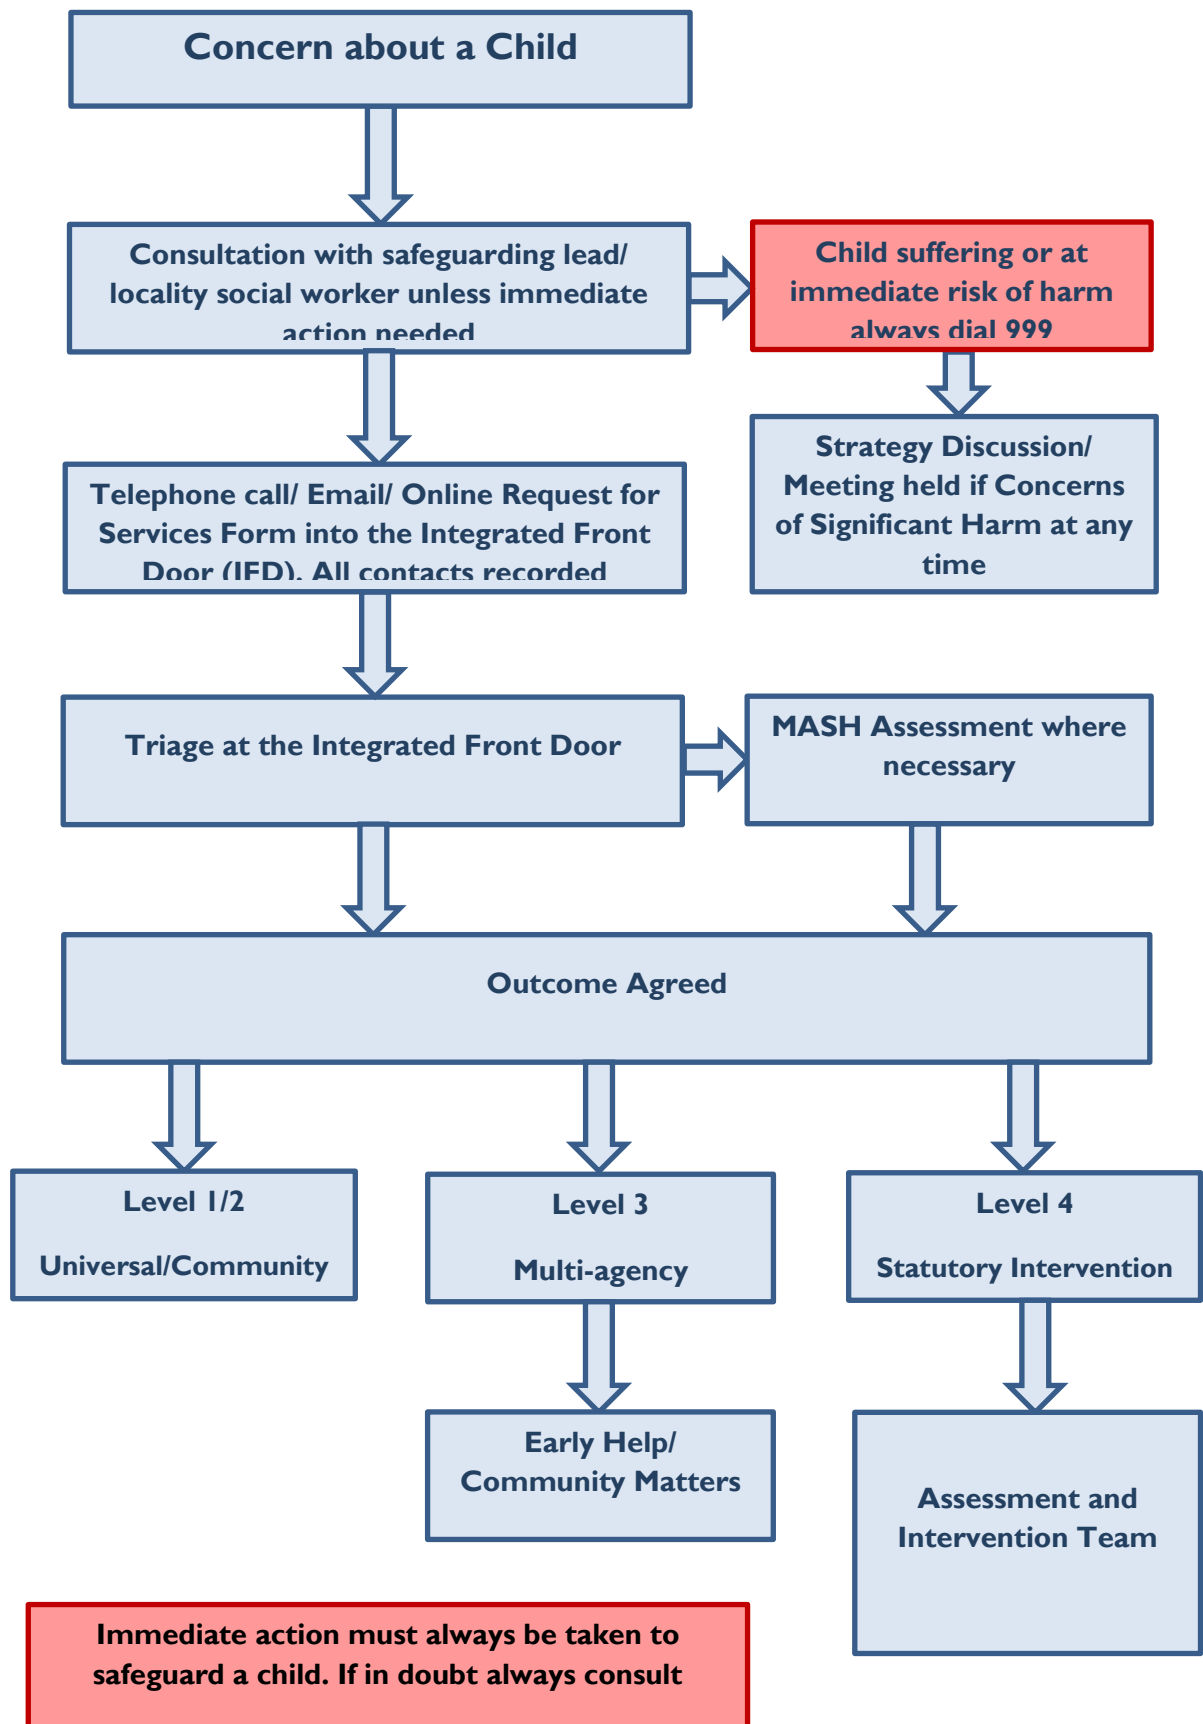 Concern about a Child
Consultation with safeguarding lead/
locality social worker unless immediate
action needed
Child suffering or at
immediate risk of harm
always dial 999
Strategy Discussion/
Meeting held if Concerns
of Significant Harm at any
time
Telephone call/ Email/ Online Request for
Services Form into the Integrated Front
Door (IFD). All contacts recorded
Triage at the Integrated Front Door
MASH Assessment where
necessary
Outcome Agreed
Level 1/2
Universal/Community
Level 3
Multi-agency
Level 4
Statutory Intervention
Early Help/
Community Matters
Assessment and
Intervention Team
Immediate action must always be taken to
safeguard a child. If in doubt always consult